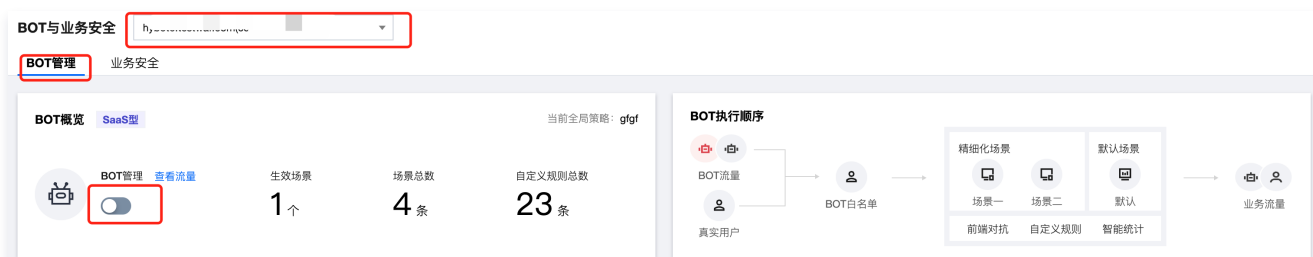 BOT与业务安全
BOT管理 业务安全
BOT概览 SaaS型 当前全局策略: gfgf
BOT管理 查看流量
生效场景
1 个
场景总数
4 条
自定义规则总数
23 条
BOT执行顺序
BOT流量
真实用户
BOT白名单
精细化场景
场景一 场景二
默认场景
默认
前端对抗 自定义规则 智能统计
业务流量